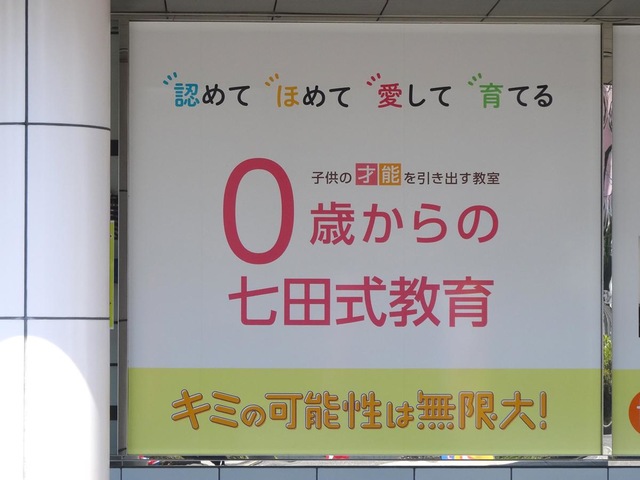 認めて ほめて 愛して 育てる
子供の才能を引き出す教室
0歳からの
七田式教育
キミの可能性は無限大!